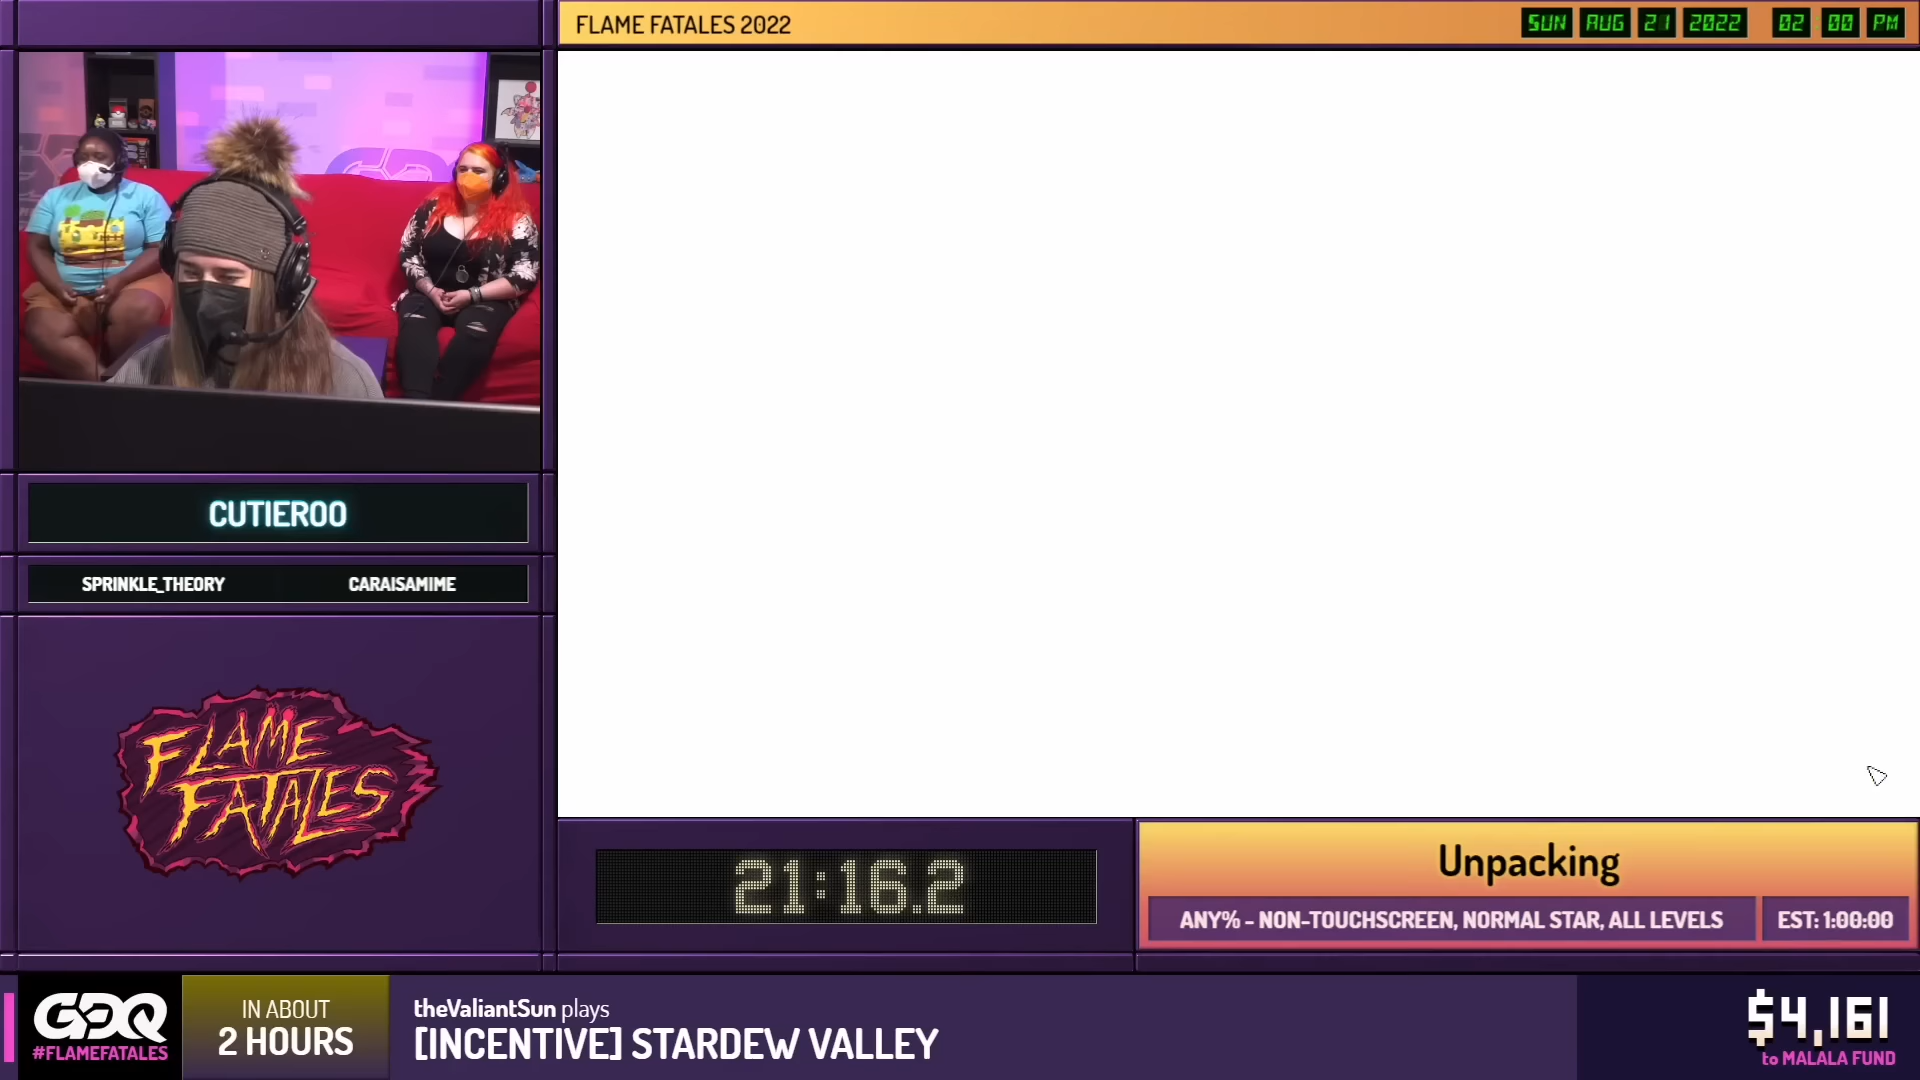 FLAME FATALES 2022
SUN AUG 21 2022 02 00 PM
CUTIEROO
SPRINKLE_THEORY CARAISAMIME
FLAME
FATALES
21:16.2
Unpacking
ANY% - NON-TOUCHSCREEN, NORMAL STAR, ALL LEVELS EST: 1:00:00
GDQ
#FLAMEFATALES
IN ABOUT
2 HOURS
theValiantSun plays
[INCENTIVE] STARDEW VALLEY
$4,161
to MALALA FUND